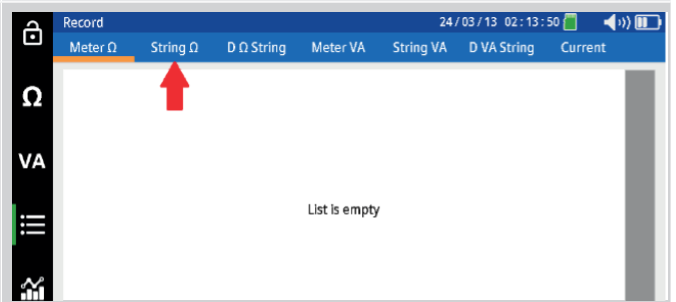 Record 24/03/13 02:13:50
Meter Ω String Ω D Ω String Meter VA String VA D VA String Current
Ω
VA
List is empty